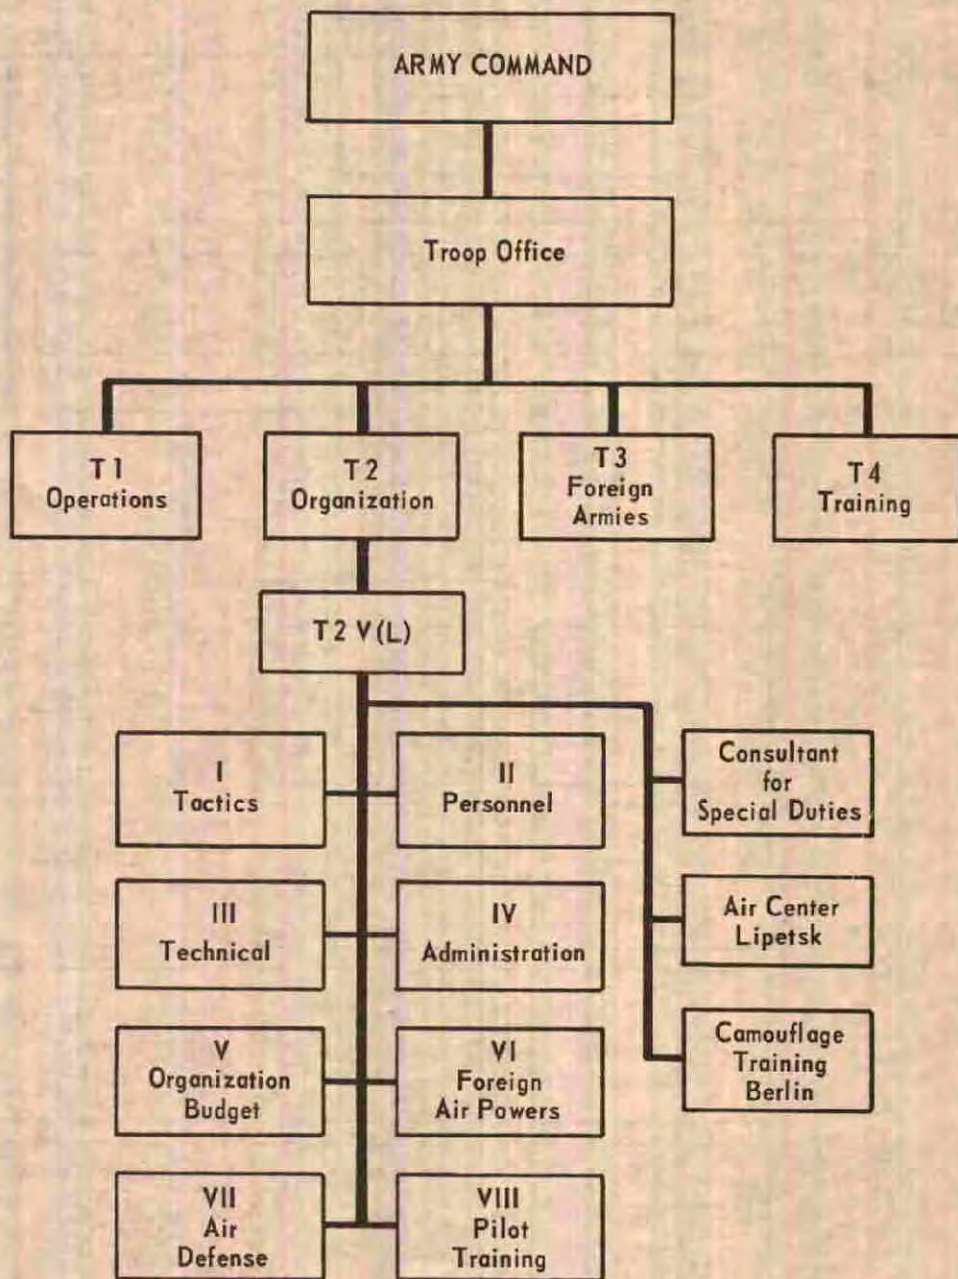 ARMY COMMAND
Troop Office
T1
Operations
T2
Organization
T3
Foreign
Armies
T4
Training
T2 V(L)
I
Tactics
II
Personnel
Consultant
for
Special Duties
III
Technical
IV
Administration
Air Center
Lipetsk
V
Organization
Budget
VI
Foreign
Air Powers
Camouflage
Training
Berlin
VII
Air
Defense
VIII
Pilot
Training